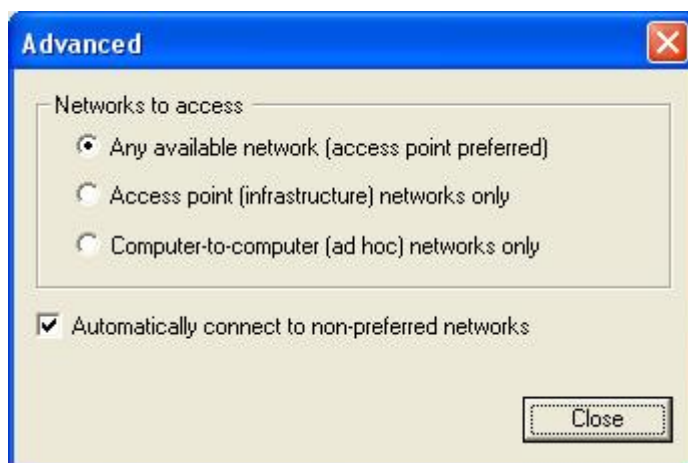 Advanced
Networks to access
Any available network (access point preferred)
Access point (infrastructure) networks only
Computer-to-computer (ad hoc) networks only
Automatically connect to non-preferred networks
Close